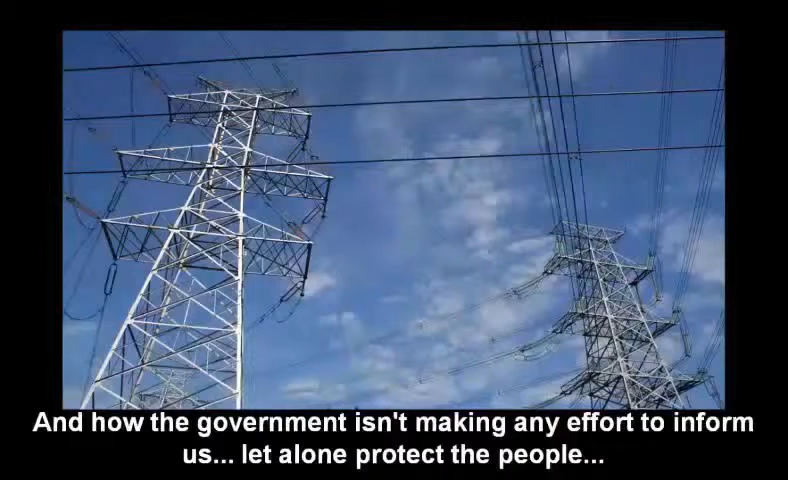 And how the government isn't making any effort to inform
us... let alone protect the people...